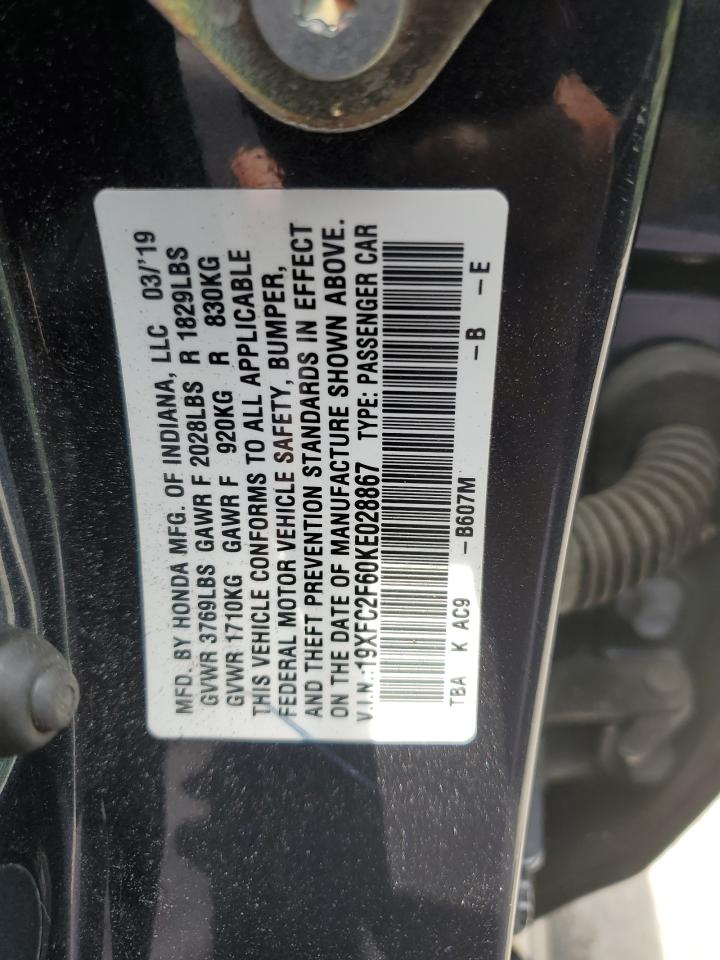 MFD. BY HONDA MFG. OF INDIANA, LLC 03/'19
GVWR 3769LBS GAWR F 2028LBS R 1829LBS
GVWR 1710KG GAWR F 920KG R 830KG
THIS VEHICLE CONFORMS TO ALL APPLICABLE
FEDERAL MOTOR VEHICLE SAFETY, BUMPER,
AND THEFT PREVENTION STANDARDS IN EFFECT
ON THE DATE OF MANUFACTURE SHOWN ABOVE.
V.I.N.:19XFC2F60KE028867 TYPE: PASSENGER CAR
TBA K AC9 -B607M -B -E